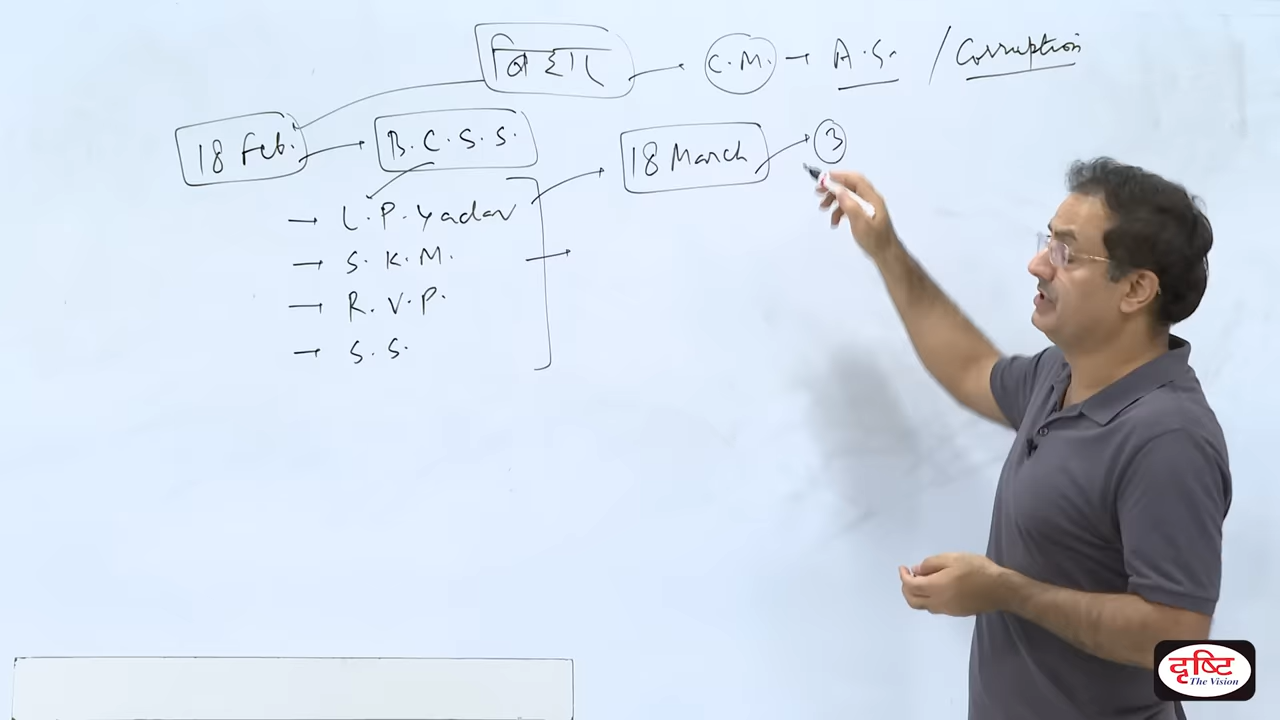 बिहार C.M. → A.S. / Corruption
18 Feb. → B.C.S.S.
18 March → 3
→ L.P. Yadav
→ S.K.M.
→ R.V.P.
→ S.S.
दृष्टि
The Vision